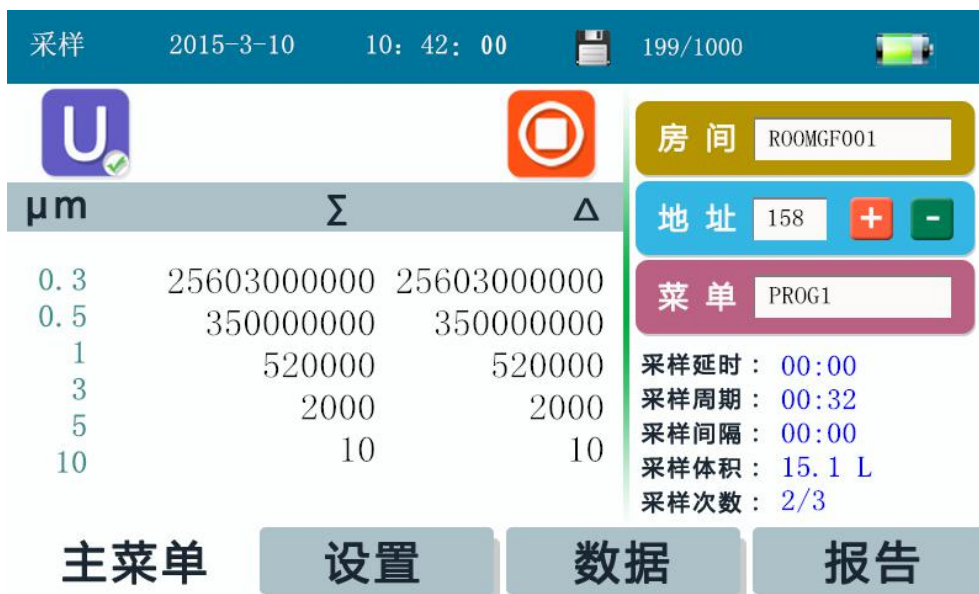 采样 2015-3-10 10: 42: 00 199/1000
U
房间 ROOMGF001
μm Σ Δ
地址 158 + -
0.3 25603000000 25603000000
0.5 350000000 350000000
1 520000 520000
3 2000 2000
5 10 10
10
菜单 PROG1
采样延时： 00:00
采样周期： 00:32
采样间隔： 00:00
采样体积： 15.1 L
采样次数： 2/3
主菜单 设置 数据 报告